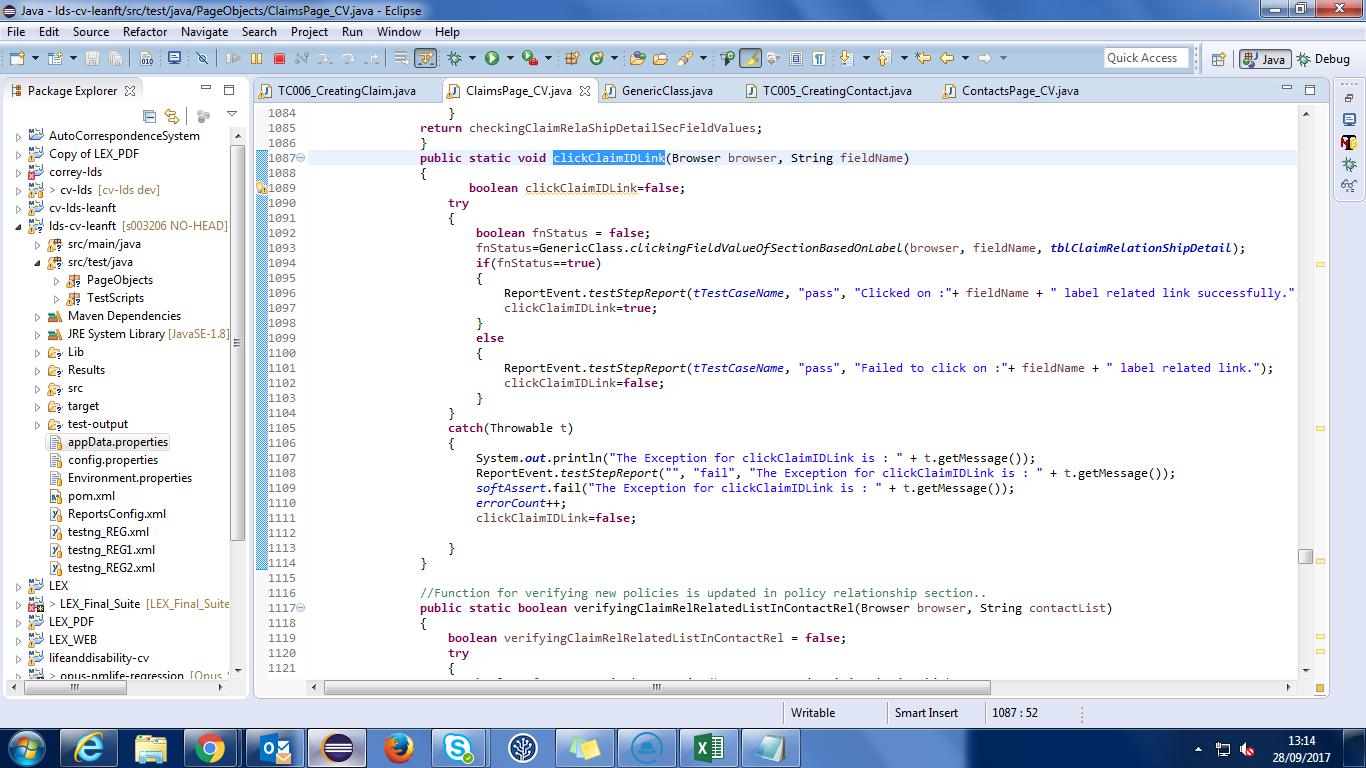 Java - lds-cv-leanft/src/test/java/PageObjects/ClaimsPage_CV.java - Eclipse
File Edit Source Refactor Navigate Search Project Run Window Help
Quick Access
Java
Debug
Package Explorer
AutoCorrespondenceSystem
Copy of LEX_PDF
correy-lds
> cv-lds [cv-lds dev]
cv-lds-leanft
lds-cv-leanft [s003206 NO-HEAD]
src/main/java
src/test/java
PageObjects
TestScripts
Maven Dependencies
JRE System Library [JavaSE-1.8]
Lib
Results
src
target
test-output
appData.properties
config.properties
Environment.properties
pom.xml
ReportsConfig.xml
testng_REG.xml
testng_REG1.xml
testng_REG2.xml
LEX
> LEX_Final_Suite [LEX_Final_Suite
LEX_PDF
LEX_WEB
lifeanddisability-cv
> opus-nmlife-regression [Opus
TC006_CreatingClaim.java
ClaimsPage_CV.java
GenericClass.java
TC005_CreatingContact.java
ContactsPage_CV.java
1084 }
1085 return checkingClaimRelaShipDetailSecFieldValues;
1086 }
1087 public static void clickClaimIDLink(Browser browser, String fieldName)
1088 {
1089 boolean clickClaimIDLink=false;
1090 try
1091 {
1092 boolean fnStatus = false;
1093 fnStatus=GenericClass.clickingFieldValueOfSectionBasedOnLabel(browser, fieldName, tblClaimRelationShipDetail);
1094 if(fnStatus==true)
1095 {
1096 ReportEvent.testStepReport(tTestCaseName, "pass", "Clicked on :"+ fieldName + " label related link successfully."
1097 clickClaimIDLink=true;
1098 }
1099 else
1100 {
1101 ReportEvent.testStepReport(tTestCaseName, "pass", "Failed to click on :"+ fieldName + " label related link.");
1102 clickClaimIDLink=false;
1103 }
1104 }
1105 catch(Throwable t)
1106 {
1107 System.out.println("The Exception for clickClaimIDLink is : " + t.getMessage());
1108 ReportEvent.testStepReport("", "fail", "The Exception for clickClaimIDLink is : " + t.getMessage());
1109 softAssert.fail("The Exception for clickClaimIDLink is : " + t.getMessage());
1110 errorCount++;
1111 clickClaimIDLink=false;
1112
1113 }
1114 }
1115
1116 //Function for verifying new policies is updated in policy relationship section..
1117 public static boolean verifyingClaimRelRelatedListInContactRel(Browser browser, String contactList)
1118 {
1119 boolean verifyingClaimRelRelatedListInContactRel = false;
1120 try
1121 {
Writable
Smart Insert
1087 : 52
13:14
28/09/2017